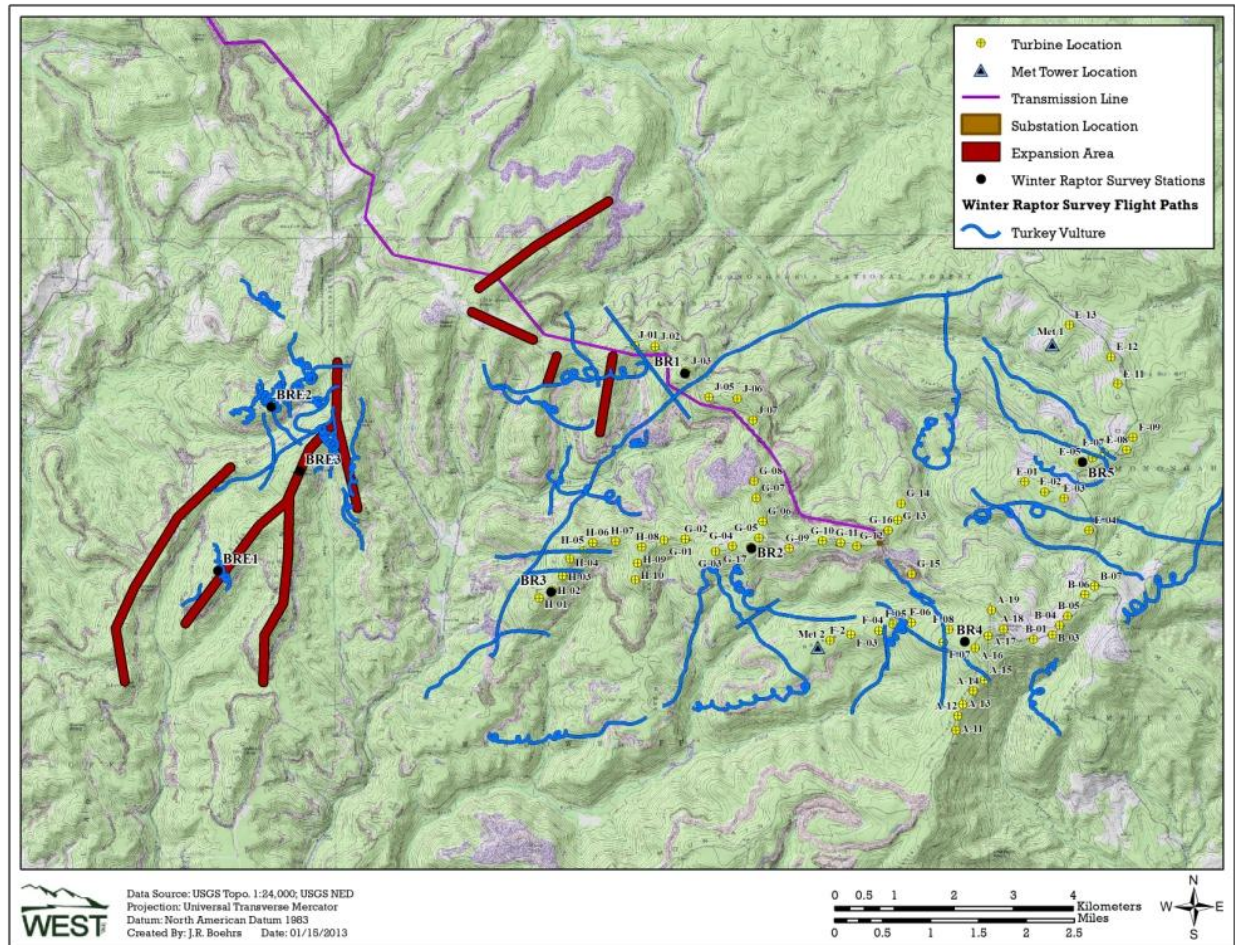 Turbine Location
Met Tower Location
Transmission Line
Substation Location
Expansion Area
Winter Raptor Survey Stations
Winter Raptor Survey Flight Paths
Turkey Vulture
MONONGAHELA NATIONAL FOREST
E-13
Met 1
E-12
E-11
J-01 J-02
BR1
J-03
J-05
J-06
J-07
BRE2
BRE3
BRE1
E-09
E-08
E-07
E-05
BR5
E-01
E-02
E-03
E-04
G-08
G-07
G-06
G-14
G-13
G-16
G-05
G-10
G-11
G-12
G-09
BR2
G-02
G-01
G-04
G-03
G-17
G-15
H-07
H-06
H-05
H-08
H-04
H-09
H-03
H-10
BR3
H-02
H-01
B-07
B-06
B-05
B-04
B-03
B-01
A-19
A-18
A-17
A-16
A-15
A-14
A-13
A-12
A-11
F-06
F-05
F-04
F-08
BR4
F-07
F-2
F-03
Met 2
WEST
INC
Data Source: USGS Topo. 1:24,000; USGS NED
Projection: Universal Transverse Mercator
Datum: North American Datum 1983
Created By: J.R. Boehrs Date: 01/15/2013
0 0.5 1 2 3 4
Kilometers
Miles
0 0.5 1 1.5 2 2.5
N
W E
S